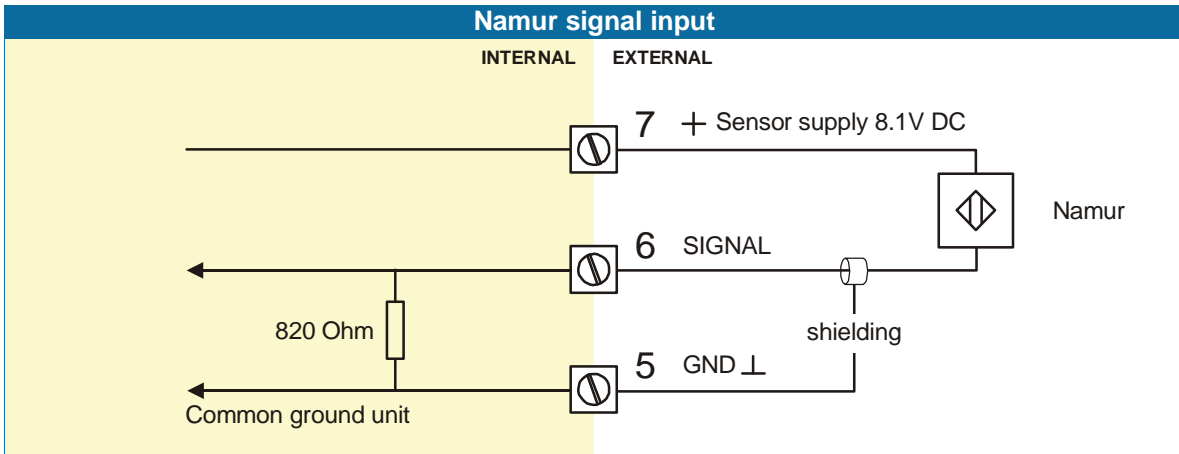 Namur signal input
INTERNAL EXTERNAL
7 + Sensor supply 8.1V DC
Namur
6 SIGNAL
820 Ohm
shielding
5 GND ⊥
Common ground unit